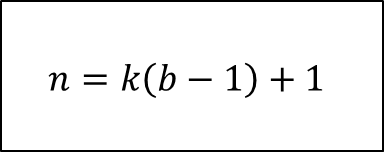 n = k(b − 1) + 1